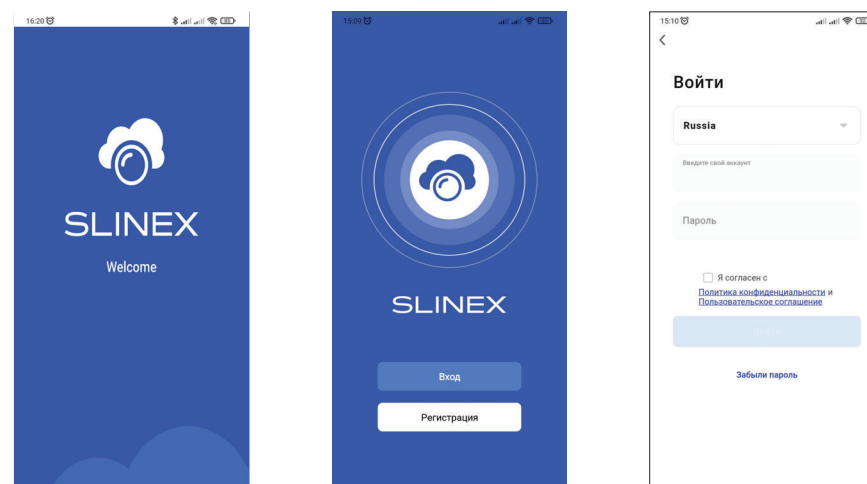 16:20
SLINEX
Welcome
15:09
SLINEX
Вход
Регистрация
15:10
Войти
Russia
Введите свой аккаунт
Пароль
Я согласен с
Политика конфиденциальности и
Пользовательское соглашение
Войти
Забыли пароль